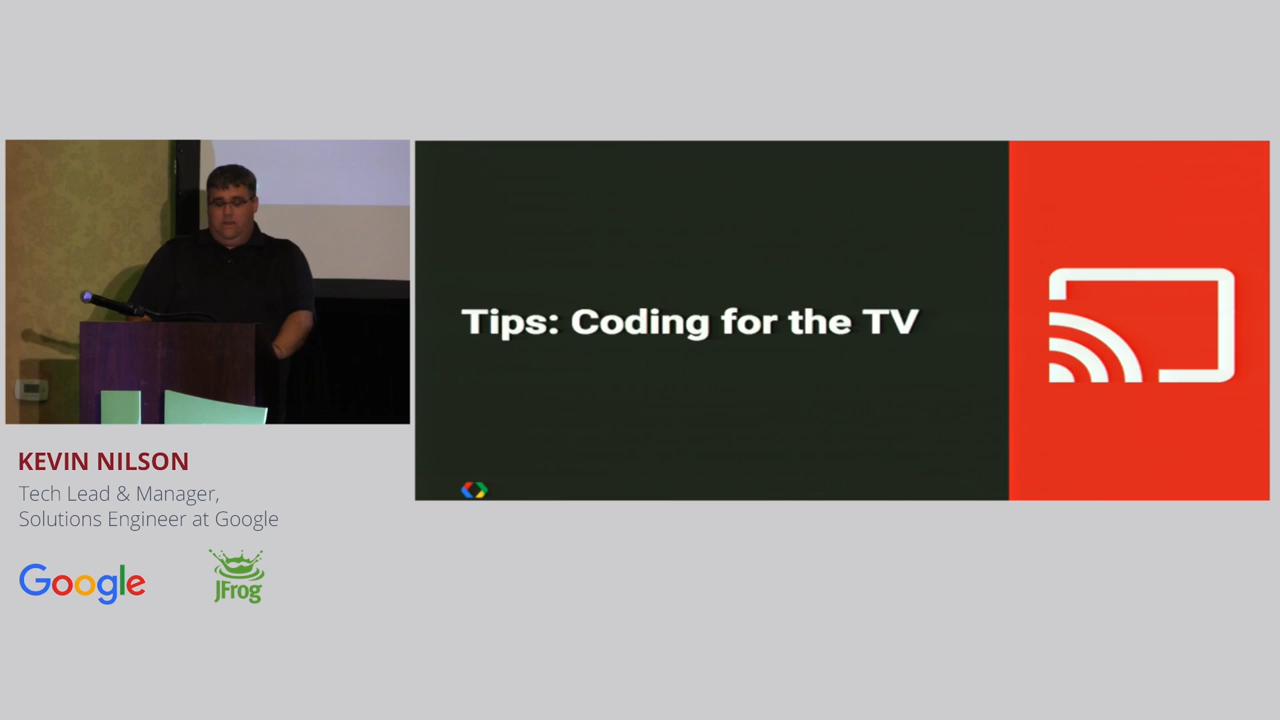 Tips: Coding for the TV
KEVIN NILSON
Tech Lead & Manager,
Solutions Engineer at Google
Google
JFrog